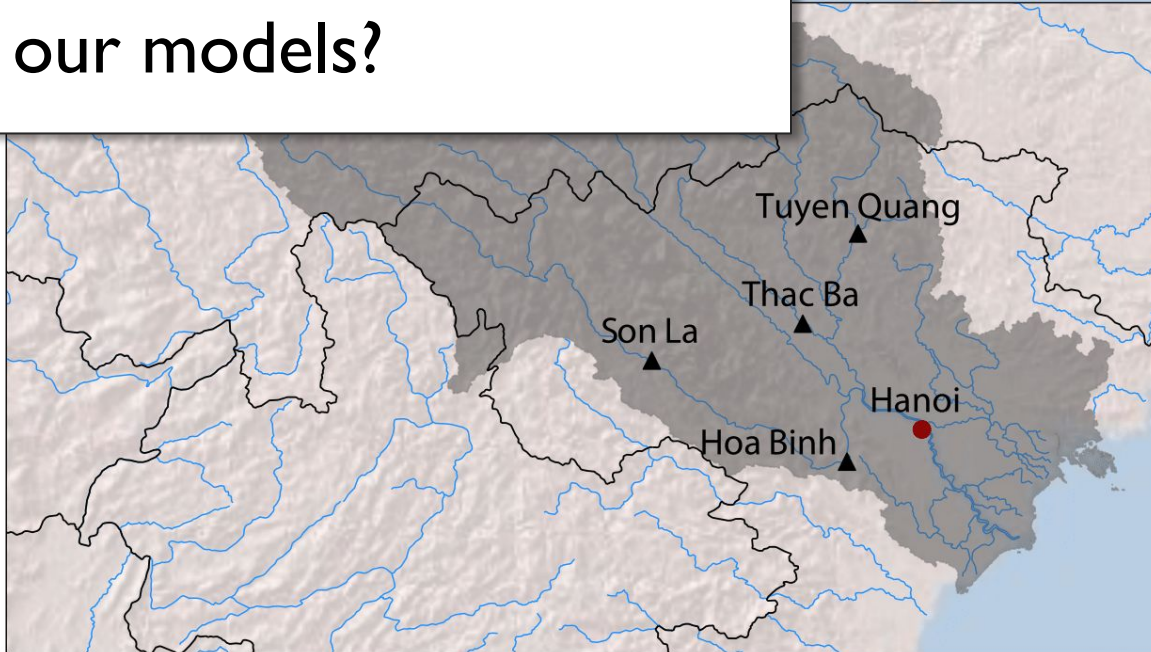 our models?
Tuyen Quang
Thac Ba
Son La
Hanoi
Hoa Binh